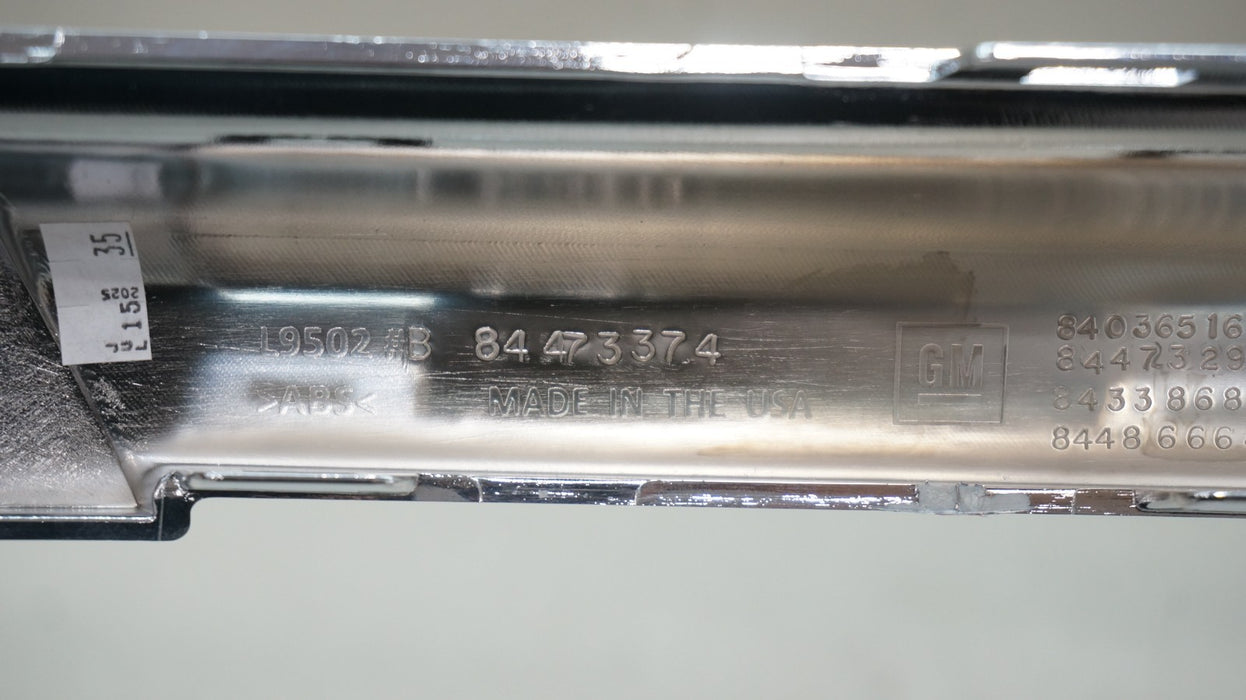 35
JUL 15 2025
L9502 #B 84473374
>ABS<
MADE IN THE USA
GM
84036516
8447329
8433868
8448666